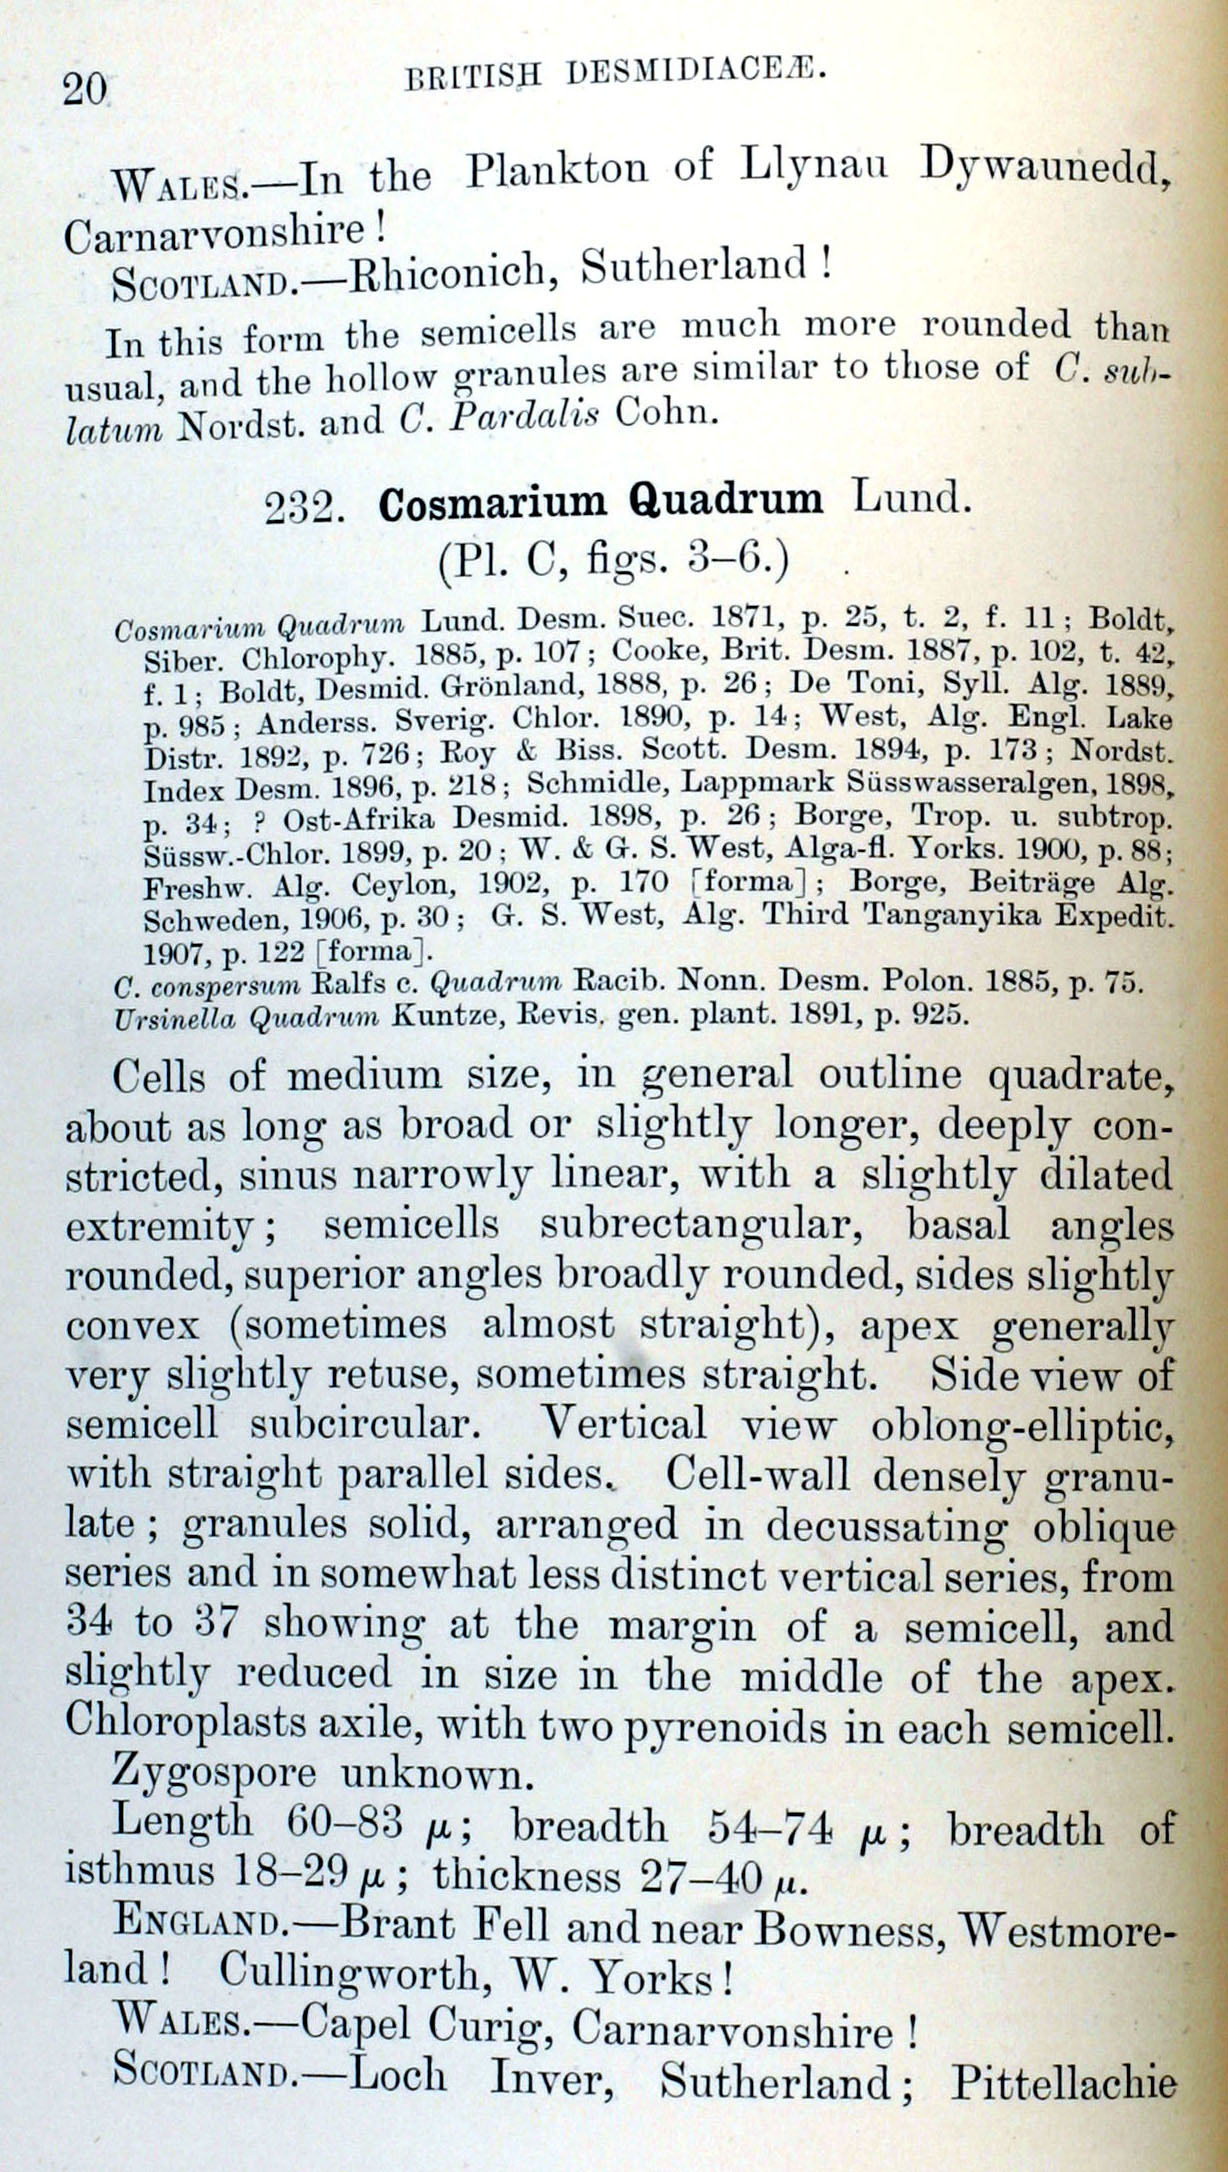 20
BRITISH DESMIDIACEÆ.
WALES.—In the Plankton of Llynau Dywaunedd,
Carnarvonshire !
SCOTLAND.—Rhiconich, Sutherland !
In this form the semicells are much more rounded than
usual, and the hollow granules are similar to those of C. sub-
latum Nordst. and C. Pardalis Cohn.
232. Cosmarium Quadrum Lund.
(Pl. C, figs. 3–6.)
Cosmarium Quadrum Lund. Desm. Suec. 1871, p. 25, t. 2, f. 11 ; Boldt,
Siber. Chlorophy. 1885, p. 107 ; Cooke, Brit. Desm. 1887, p. 102, t. 42,
f. 1 ; Boldt, Desmid. Grönland, 1888, p. 26 ; De Toni, Syll. Alg. 1889,
p. 985 ; Anderss. Sverig. Chlor. 1890, p. 14 ; West, Alg. Engl. Lake
Distr. 1892, p. 726 ; Roy & Biss. Scott. Desm. 1894, p. 173 ; Nordst.
Index Desm. 1896, p. 218 ; Schmidle, Lappmark Süsswasseralgen, 1898,
p. 34 ; ? Ost-Afrika Desmid. 1898, p. 26 ; Borge, Trop. u. subtrop.
Süssw.-Chlor. 1899, p. 20 ; W. & G. S. West, Alga-fl. Yorks. 1900, p. 88 ;
Freshw. Alg. Ceylon, 1902, p. 170 [forma] ; Borge, Beiträge Alg.
Schweden, 1906, p. 30 ; G. S. West, Alg. Third Tanganyika Expedit.
1907, p. 122 [forma].
C. conspersum Ralfs c. Quadrum Racib. Nonn. Desm. Polon. 1885, p. 75.
Ursinella Quadrum Kuntze, Revis. gen. plant. 1891, p. 925.
Cells of medium size, in general outline quadrate,
about as long as broad or slightly longer, deeply con-
stricted, sinus narrowly linear, with a slightly dilated
extremity ; semicells subrectangular, basal angles
rounded, superior angles broadly rounded, sides slightly
convex (sometimes almost straight), apex generally
very slightly retuse, sometimes straight. Side view of
semicell subcircular. Vertical view oblong-elliptic,
with straight parallel sides. Cell-wall densely granu-
late ; granules solid, arranged in decussating oblique
series and in somewhat less distinct vertical series, from
34 to 37 showing at the margin of a semicell, and
slightly reduced in size in the middle of the apex.
Chloroplasts axile, with two pyrenoids in each semicell.
Zygospore unknown.
Length 60–83 μ ; breadth 54–74 μ ; breadth of
isthmus 18–29 μ ; thickness 27–40 μ.
ENGLAND.—Brant Fell and near Bowness, Westmore-
land ! Cullingworth, W. Yorks !
WALES.—Capel Curig, Carnarvonshire !
SCOTLAND.—Loch Inver, Sutherland ; Pittellachie